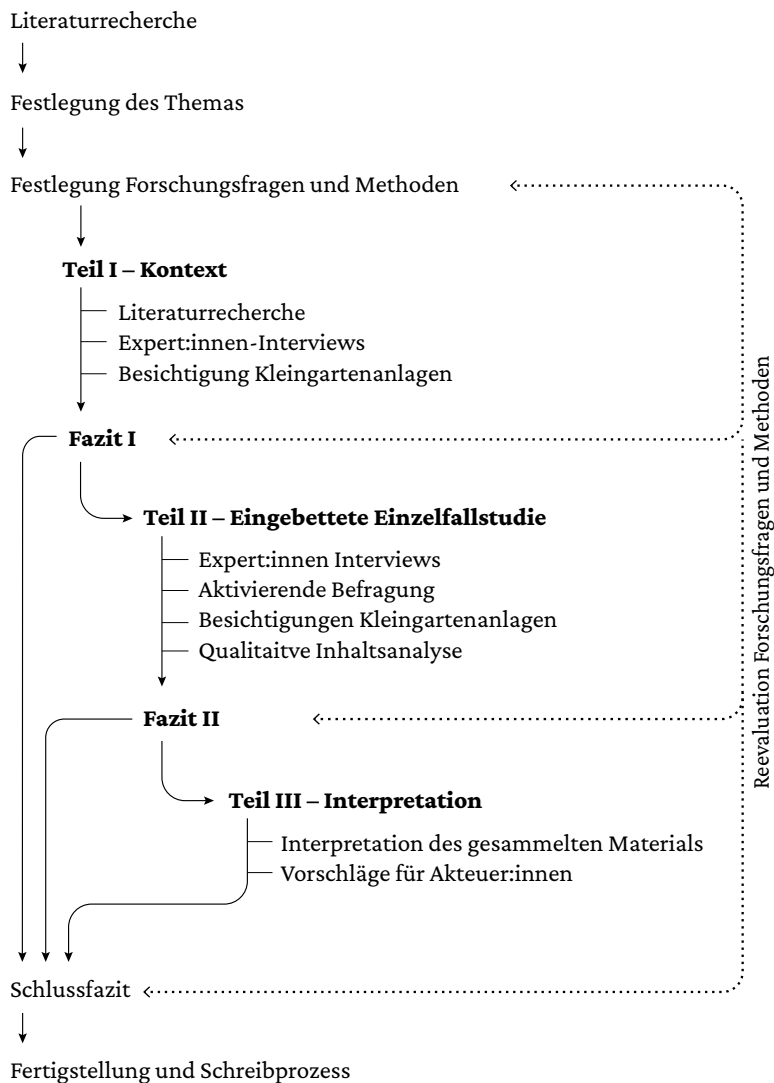 Literaturrecherche
Festlegung des Themas
Festlegung Forschungsfragen und Methoden
Teil I – Kontext
Literaturrecherche
Expert:innen-Interviews
Besichtigung Kleingartenanlagen
Fazit I
Teil II – Eingebettete Einzelfallstudie
Expert:innen Interviews
Aktivierende Befragung
Besichtigungen Kleingartenanlagen
Qualitaitve Inhaltsanalyse
Fazit II
Teil III – Interpretation
Interpretation des gesammelten Materials
Vorschläge für Akteuer:innen
Schlussfazit
Fertigstellung und Schreibprozess
Reevaluation Forschungsfragen und Methoden